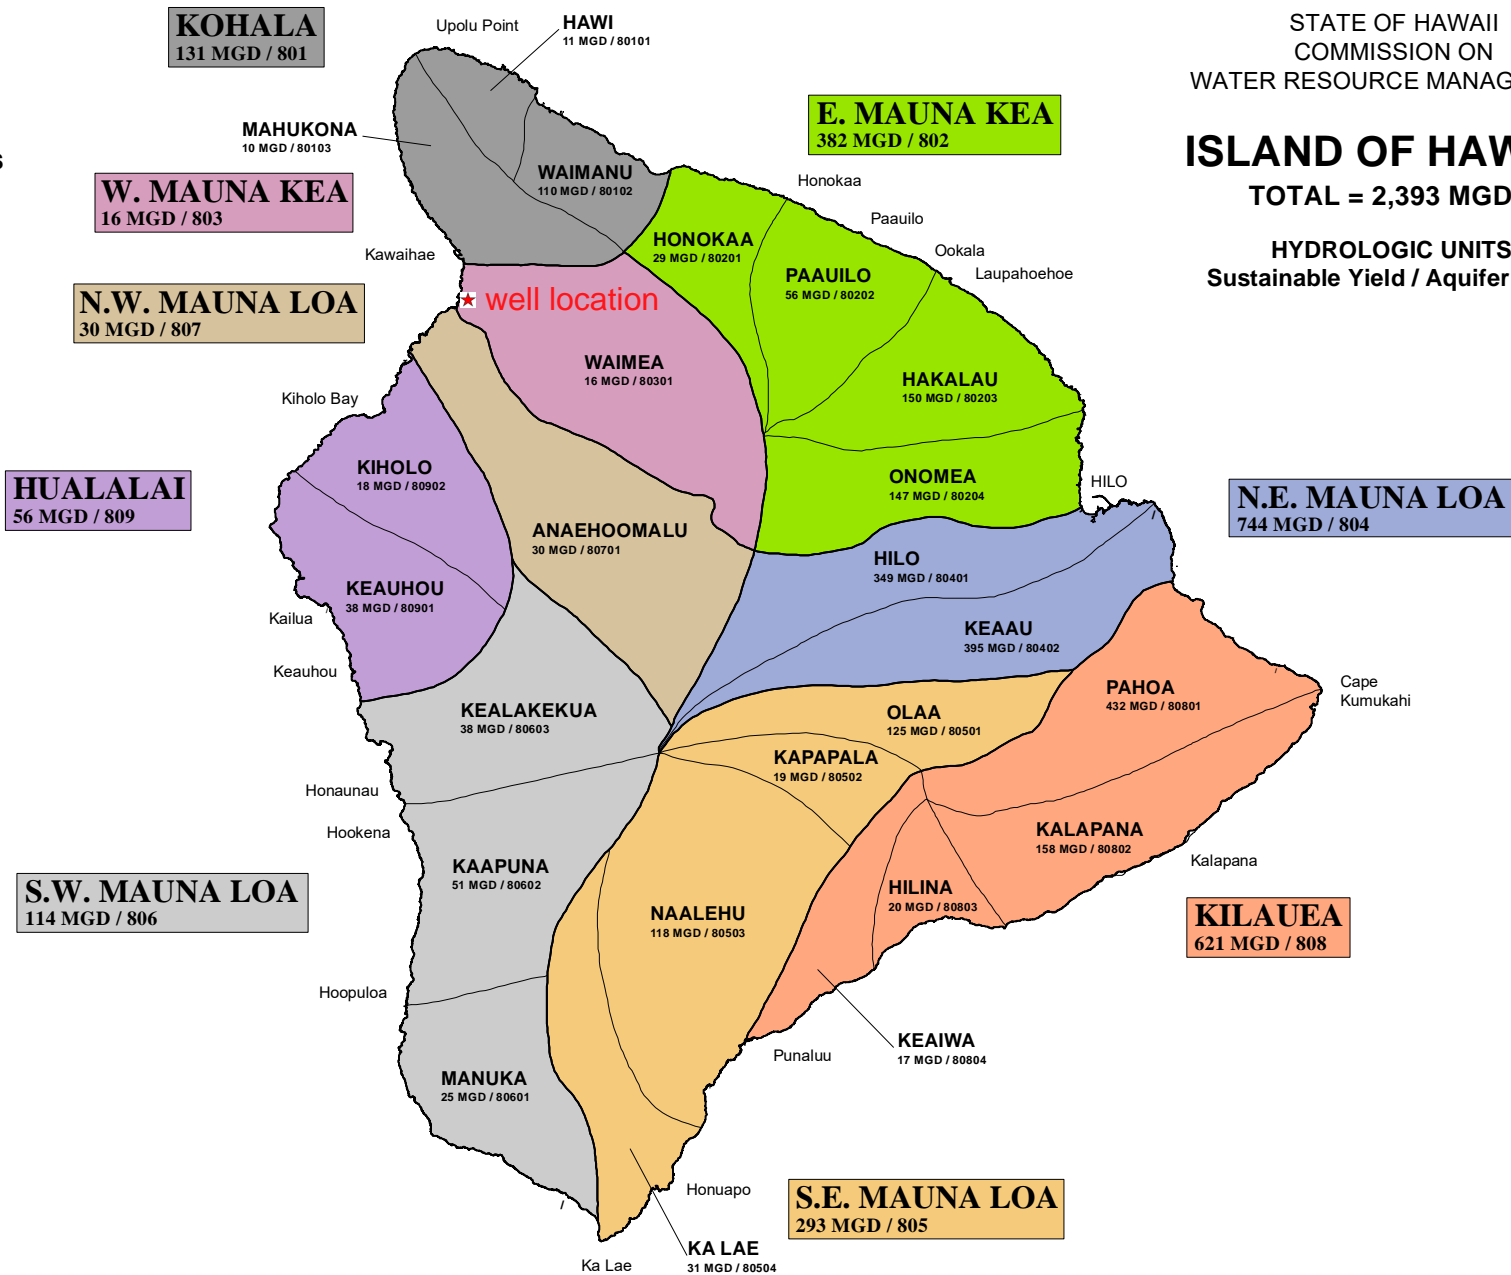 KOHALA
131 MGD / 801
Upolu Point
HAWI
11 MGD / 80101
STATE OF HAWAII
COMMISSION ON
WATER RESOURCE MANAG
E. MAUNA KEA
382 MGD / 802
MAHUKONA
10 MGD / 80103
ISLAND OF HAW
TOTAL = 2,393 MGD
HYDROLOGIC UNITS
Sustainable Yield / Aquifer
s
W. MAUNA KEA
16 MGD / 803
WAIMANU
110 MGD / 80102
Honokaa
Paauilo
Ookala
Laupahoehoe
Kawaihae
HONOKAA
29 MGD / 80201
PAAUILO
56 MGD / 80202
N.W. MAUNA LOA
30 MGD / 807
well location
WAIMEA
16 MGD / 80301
HAKALAU
150 MGD / 80203
Kiholo Bay
KIHOLO
18 MGD / 80902
ONOMEA
147 MGD / 80204
HILO
HUALALAI
56 MGD / 809
N.E. MAUNA LOA
744 MGD / 804
ANAEHOOMALU
30 MGD / 80701
HILO
349 MGD / 80401
KEAUHOU
38 MGD / 80901
Kailua
KEAAU
395 MGD / 80402
Keauhou
Cape
Kumukahi
PAHOA
432 MGD / 80801
KEALAKEKUA
38 MGD / 80603
OLAA
125 MGD / 80501
KAPAPALA
19 MGD / 80502
Honaunau
Hookena
KALAPANA
158 MGD / 80802
Kalapana
KAAPUNA
51 MGD / 80602
S.W. MAUNA LOA
114 MGD / 806
HILINA
20 MGD / 80803
NAALEHU
118 MGD / 80503
KILAUEA
621 MGD / 808
Hoopuloa
KEAIWA
17 MGD / 80804
Punaluu
MANUKA
25 MGD / 80601
Honuapo
S.E. MAUNA LOA
293 MGD / 805
KA LAE
31 MGD / 80504
Ka Lae